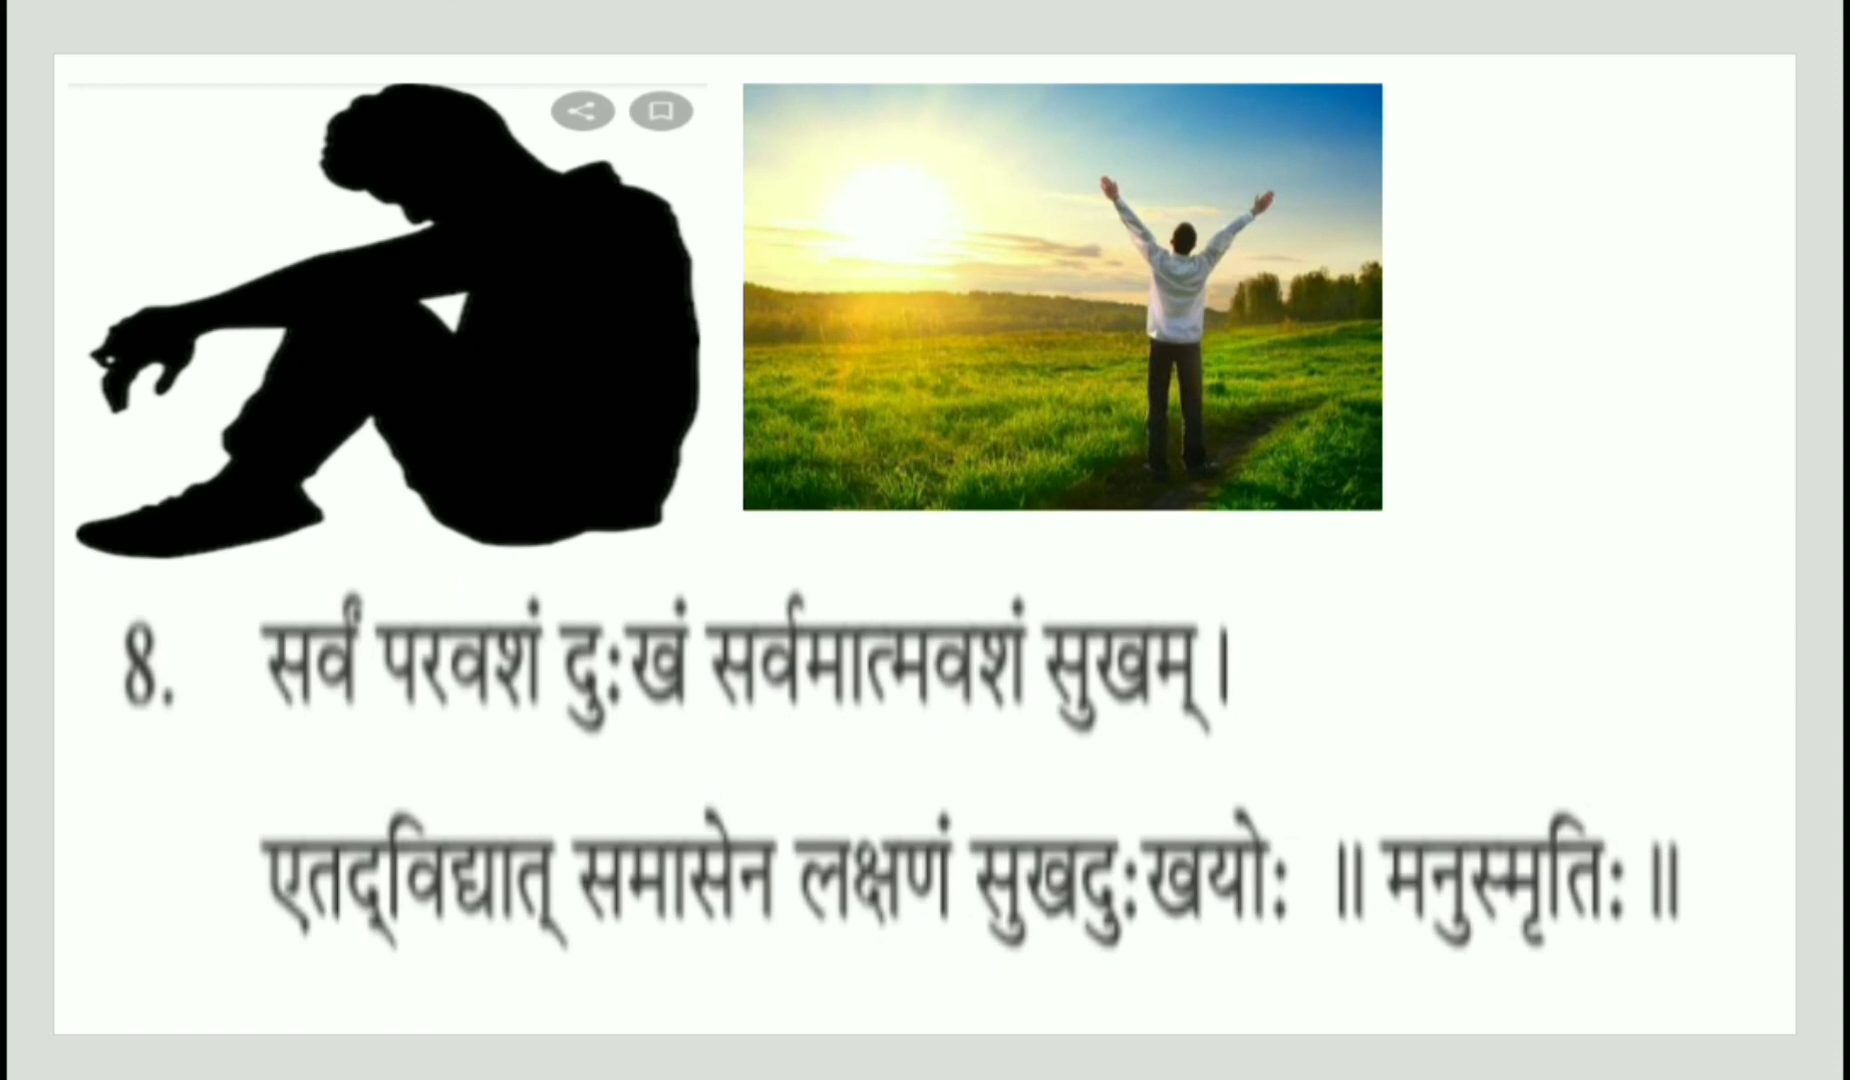 8. सर्वं परवशं दुःखं सर्वमात्मवशं सुखम् ।
एतद्विद्यात् समासेन लक्षणं सुखदुःखयोः ॥ मनुस्मृतिः ॥